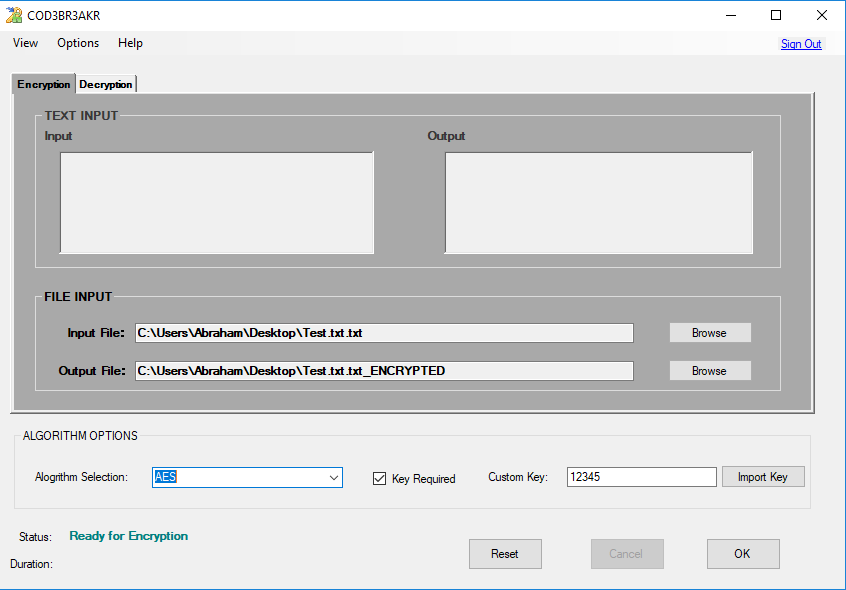 COD3BR3AKR
View Options Help Sign Out
Encryption Decryption
TEXT INPUT
Input Output
FILE INPUT
Input File: C:\Users\Abraham\Desktop\Test.txt.txt Browse
Output File: C:\Users\Abraham\Desktop\Test.txt.txt_ENCRYPTED Browse
ALGORITHM OPTIONS
Alogrithm Selection: AES Key Required Custom Key: 12345 Import Key
Status: Ready for Encryption
Reset Cancel OK
Duration: